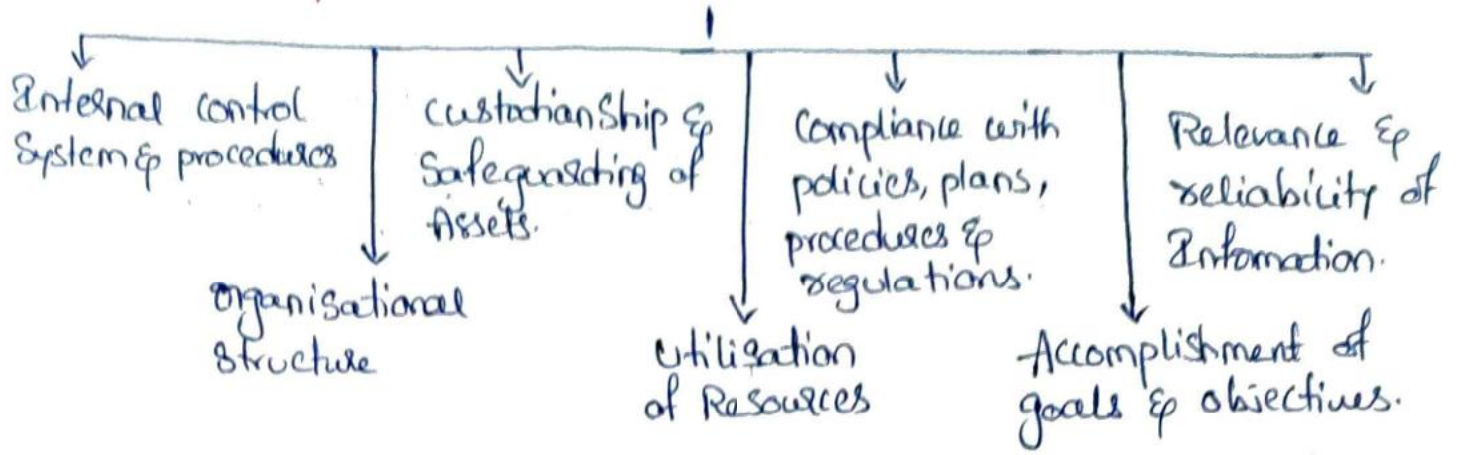 Internal control
System & procedures
Organisational
Structure
Custodianship &
Safeguarding of
Assets.
Utilisation
of Resources
Compliance with
policies, plans,
procedures &
regulations.
Accomplishment of
goals & objectives.
Relevance &
reliability of
Infomation.